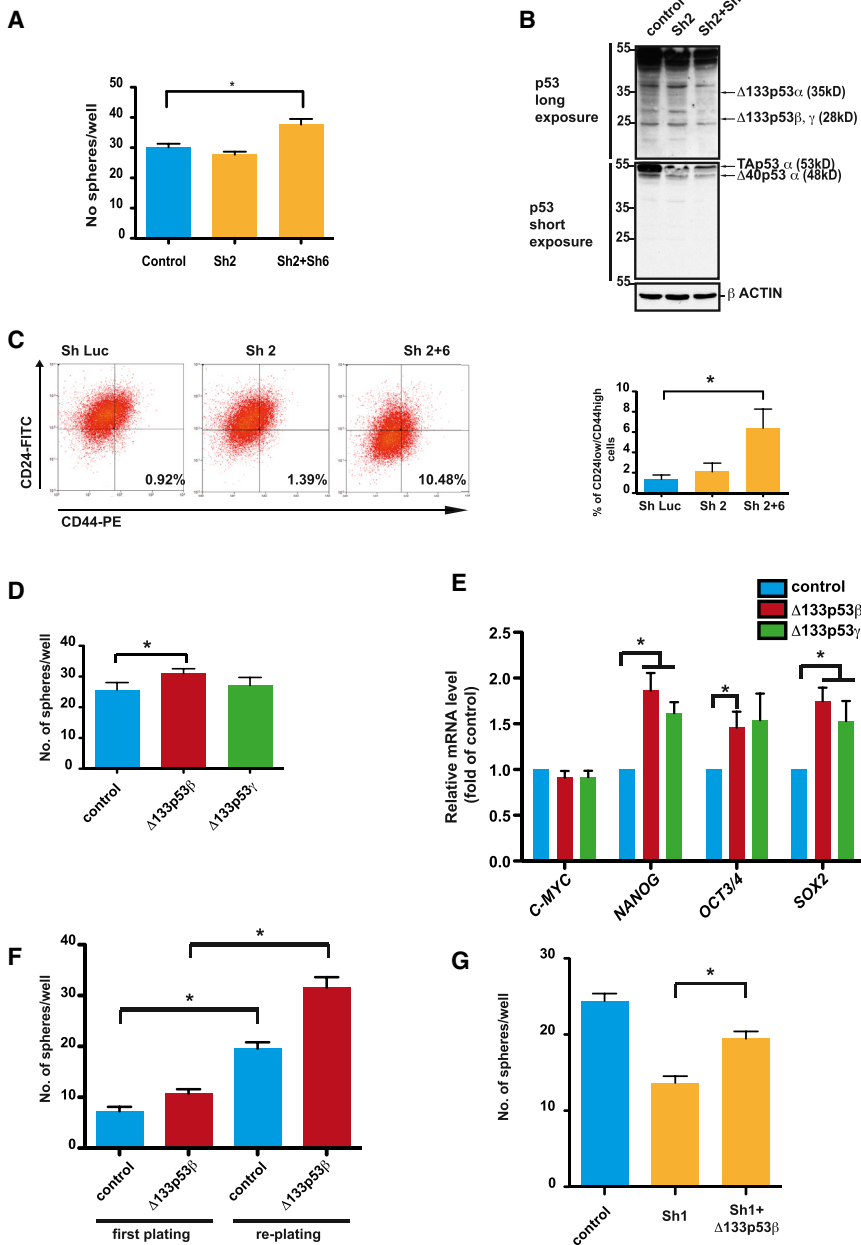 A
No spheres/well
50
40
30
20
10
0
*
Control Sh2 Sh2+Sh6
B
control
Sh2
p53
long
exposure
55
35
25
Δ133p53α (35kD)
Δ133p53β, γ (28kD)
p53
short
exposure
55
35
25
55
TAp53 α (53kD)
Δ40p53 α (48kD)
β ACTIN
C
Sh Luc Sh 2 Sh 2+6
CD24-FITC
0.92% 1.39% 10.48%
CD44-PE
% of CD24low/CD44high
cells
10
8
6
4
2
0
*
Sh Luc Sh 2 Sh 2+6
D
No. of spheres/well
40
30
20
10
0
*
control
Δ133p53β
Δ133p53γ
E
control
Δ133p53β
Δ133p53γ
Relative mRNA level
(fold of control)
2.5
2.0
1.5
1.0
0.5
0.0
* * *
C-MYC
NANOG
OCT3/4
SOX2
F
No. of spheres/well
40
30
20
10
0
*
*
control
Δ133p53β
control
Δ133p53β
first plating re-plating
G
No. of spheres/well
30
20
10
0
*
control
Sh1
Sh1+
Δ133p53β